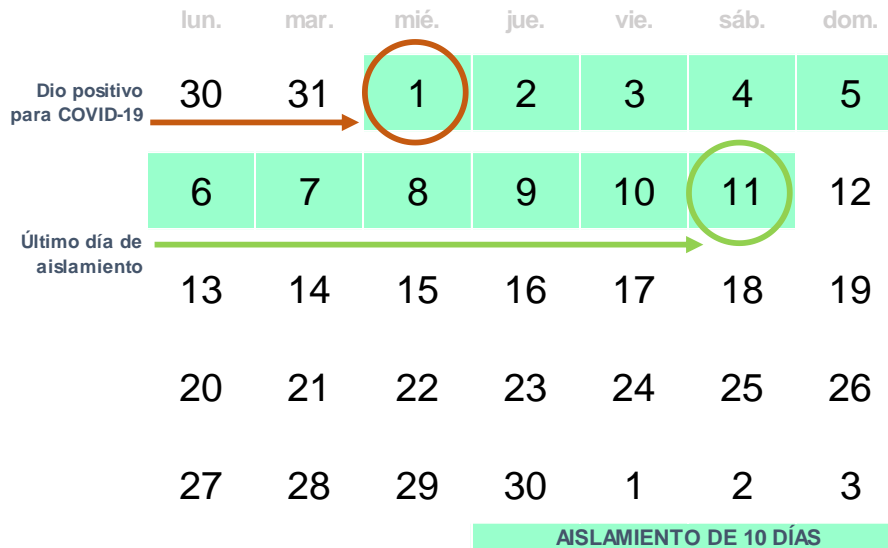 lun. mar. mié. jue. vie. sáb. dom.
Dio positivo
para COVID-19
30 31 1 2 3 4 5
6 7 8 9 10 11 12
Último día de
aislamiento
13 14 15 16 17 18 19
20 21 22 23 24 25 26
27 28 29 30 1 2 3
AISLAMIENTO DE 10 DÍAS